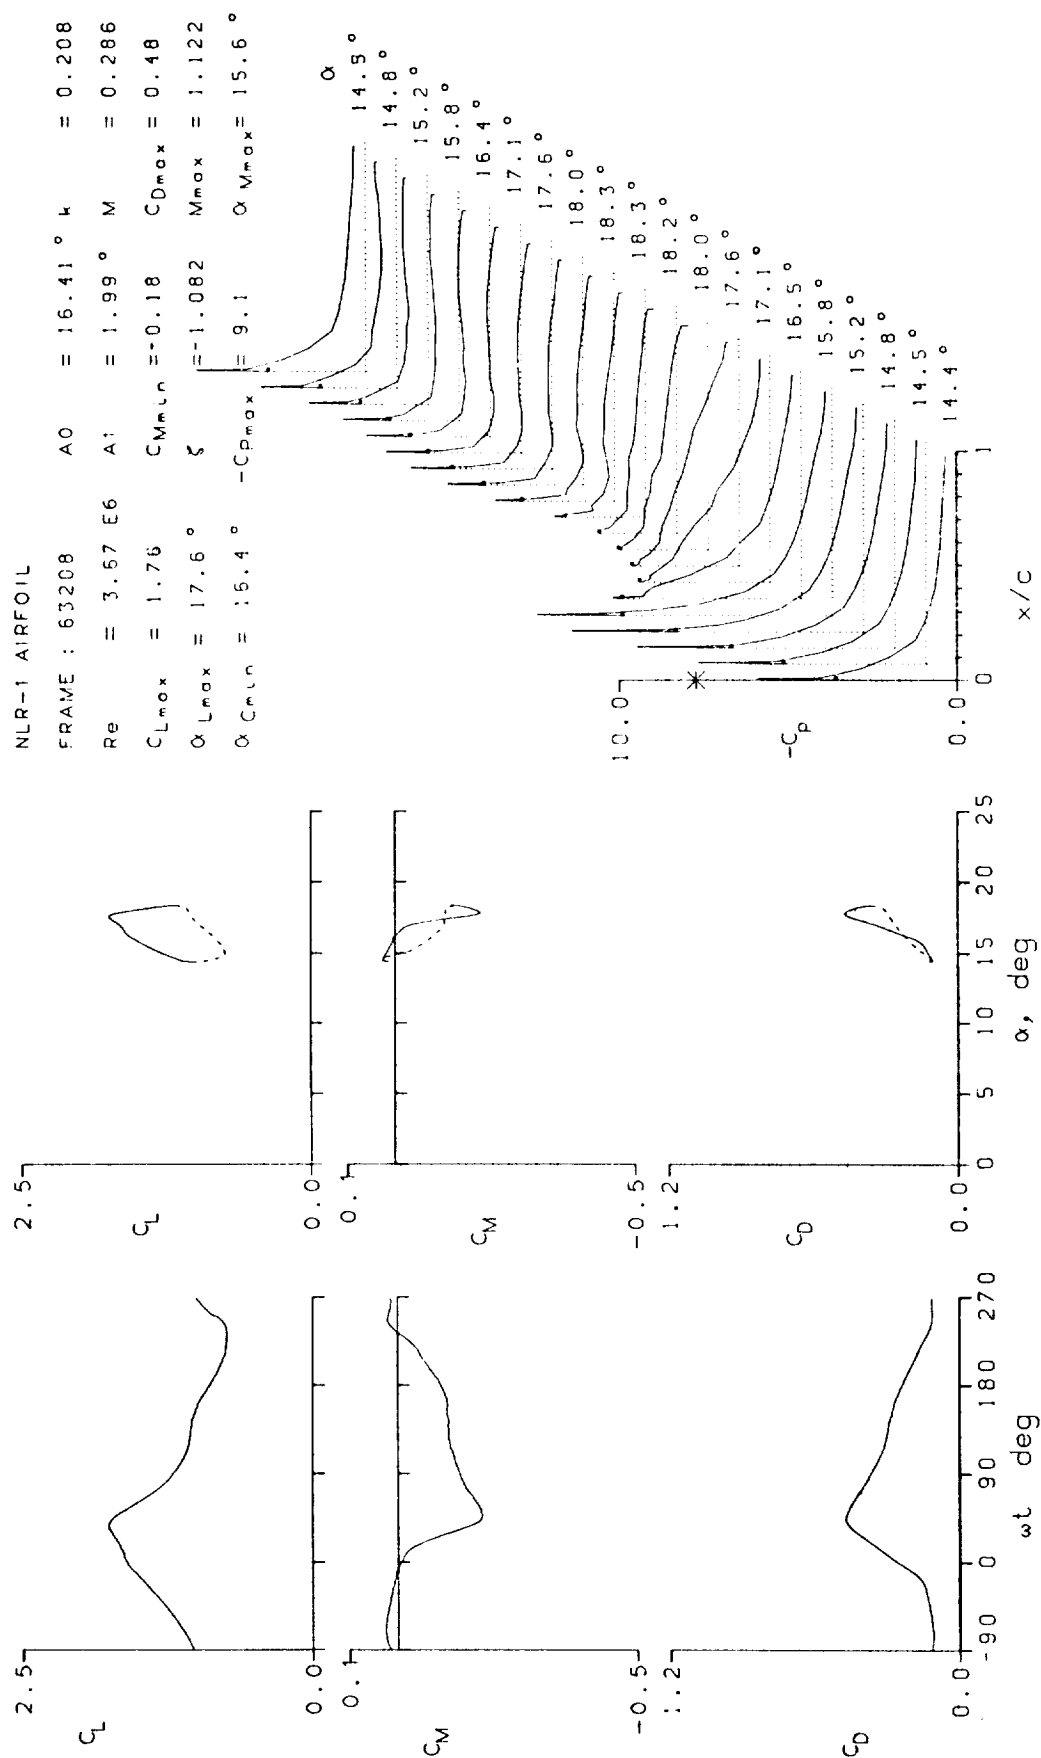 NLR-1 AIRFOIL
FRAME : 63208 A0 = 16.41° k = 0.208
Re = 3.67 E6 A1 = 1.99° M = 0.286
CLmax = 1.76 CMmin =-0.18 CDmax = 0.48
αLmax = 17.6° ζ =-1.082 Mmax = 1.122
-CPmax = 9.1 αMmax = 15.6°
α
14.5°
14.8°
15.2°
15.8°
16.4°
17.1°
17.6°
18.0°
18.3°
18.3°
18.2°
18.0°
17.6°
17.1°
16.5°
15.8°
15.2°
14.8°
14.5°
14.4°
10.0
-Cp
0.0
0 1
x/c
2.5
CL
0.0
0.1
CM
-0.5
1.2
CD
0.0
0 5 10 15 20 25
α, deg
2.5
CL
0.0
0.1
CM
-0.5
1.2
CD
0.0
-90 0 90 180 270
ωt deg